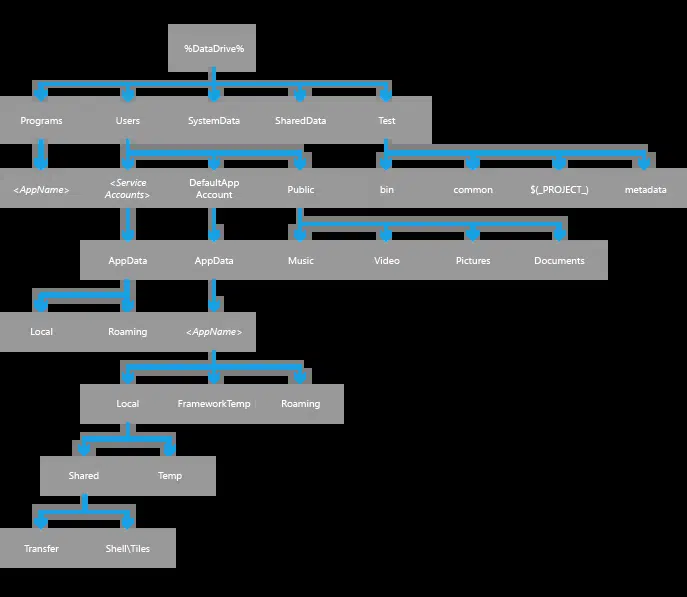 %DataDrive%
Programs
Users
SystemData
SharedData
Test
<AppName>
<Service
Accounts>
DefaultApp
Account
Public
bin
common
$(_PROJECT_)
metadata
AppData
AppData
Music
Video
Pictures
Documents
Local
Roaming
<AppName>
Local
FrameworkTemp
Roaming
Shared
Temp
Transfer
Shell\Tiles